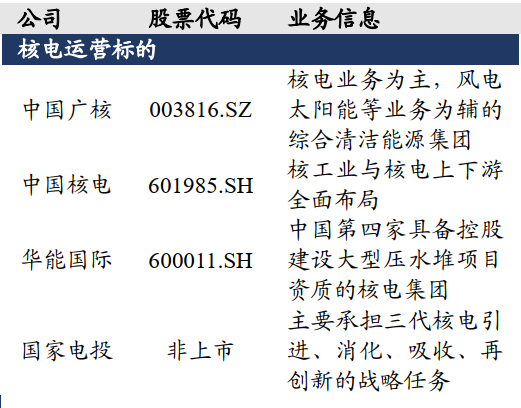 公司 股票代码 业务信息
核电运营标的
中国广核 003816.SZ 核电业务为主，风电
太阳能等业务为辅的
综合清洁能源集团
中国核电 601985.SH 核工业与核电上下游
全面布局
华能国际 600011.SH 中国第四家具备控股
建设大型压水堆项目
资质的核电集团
国家电投 非上市 主要承担三代核电引
进、消化、吸收、再
创新的战略任务